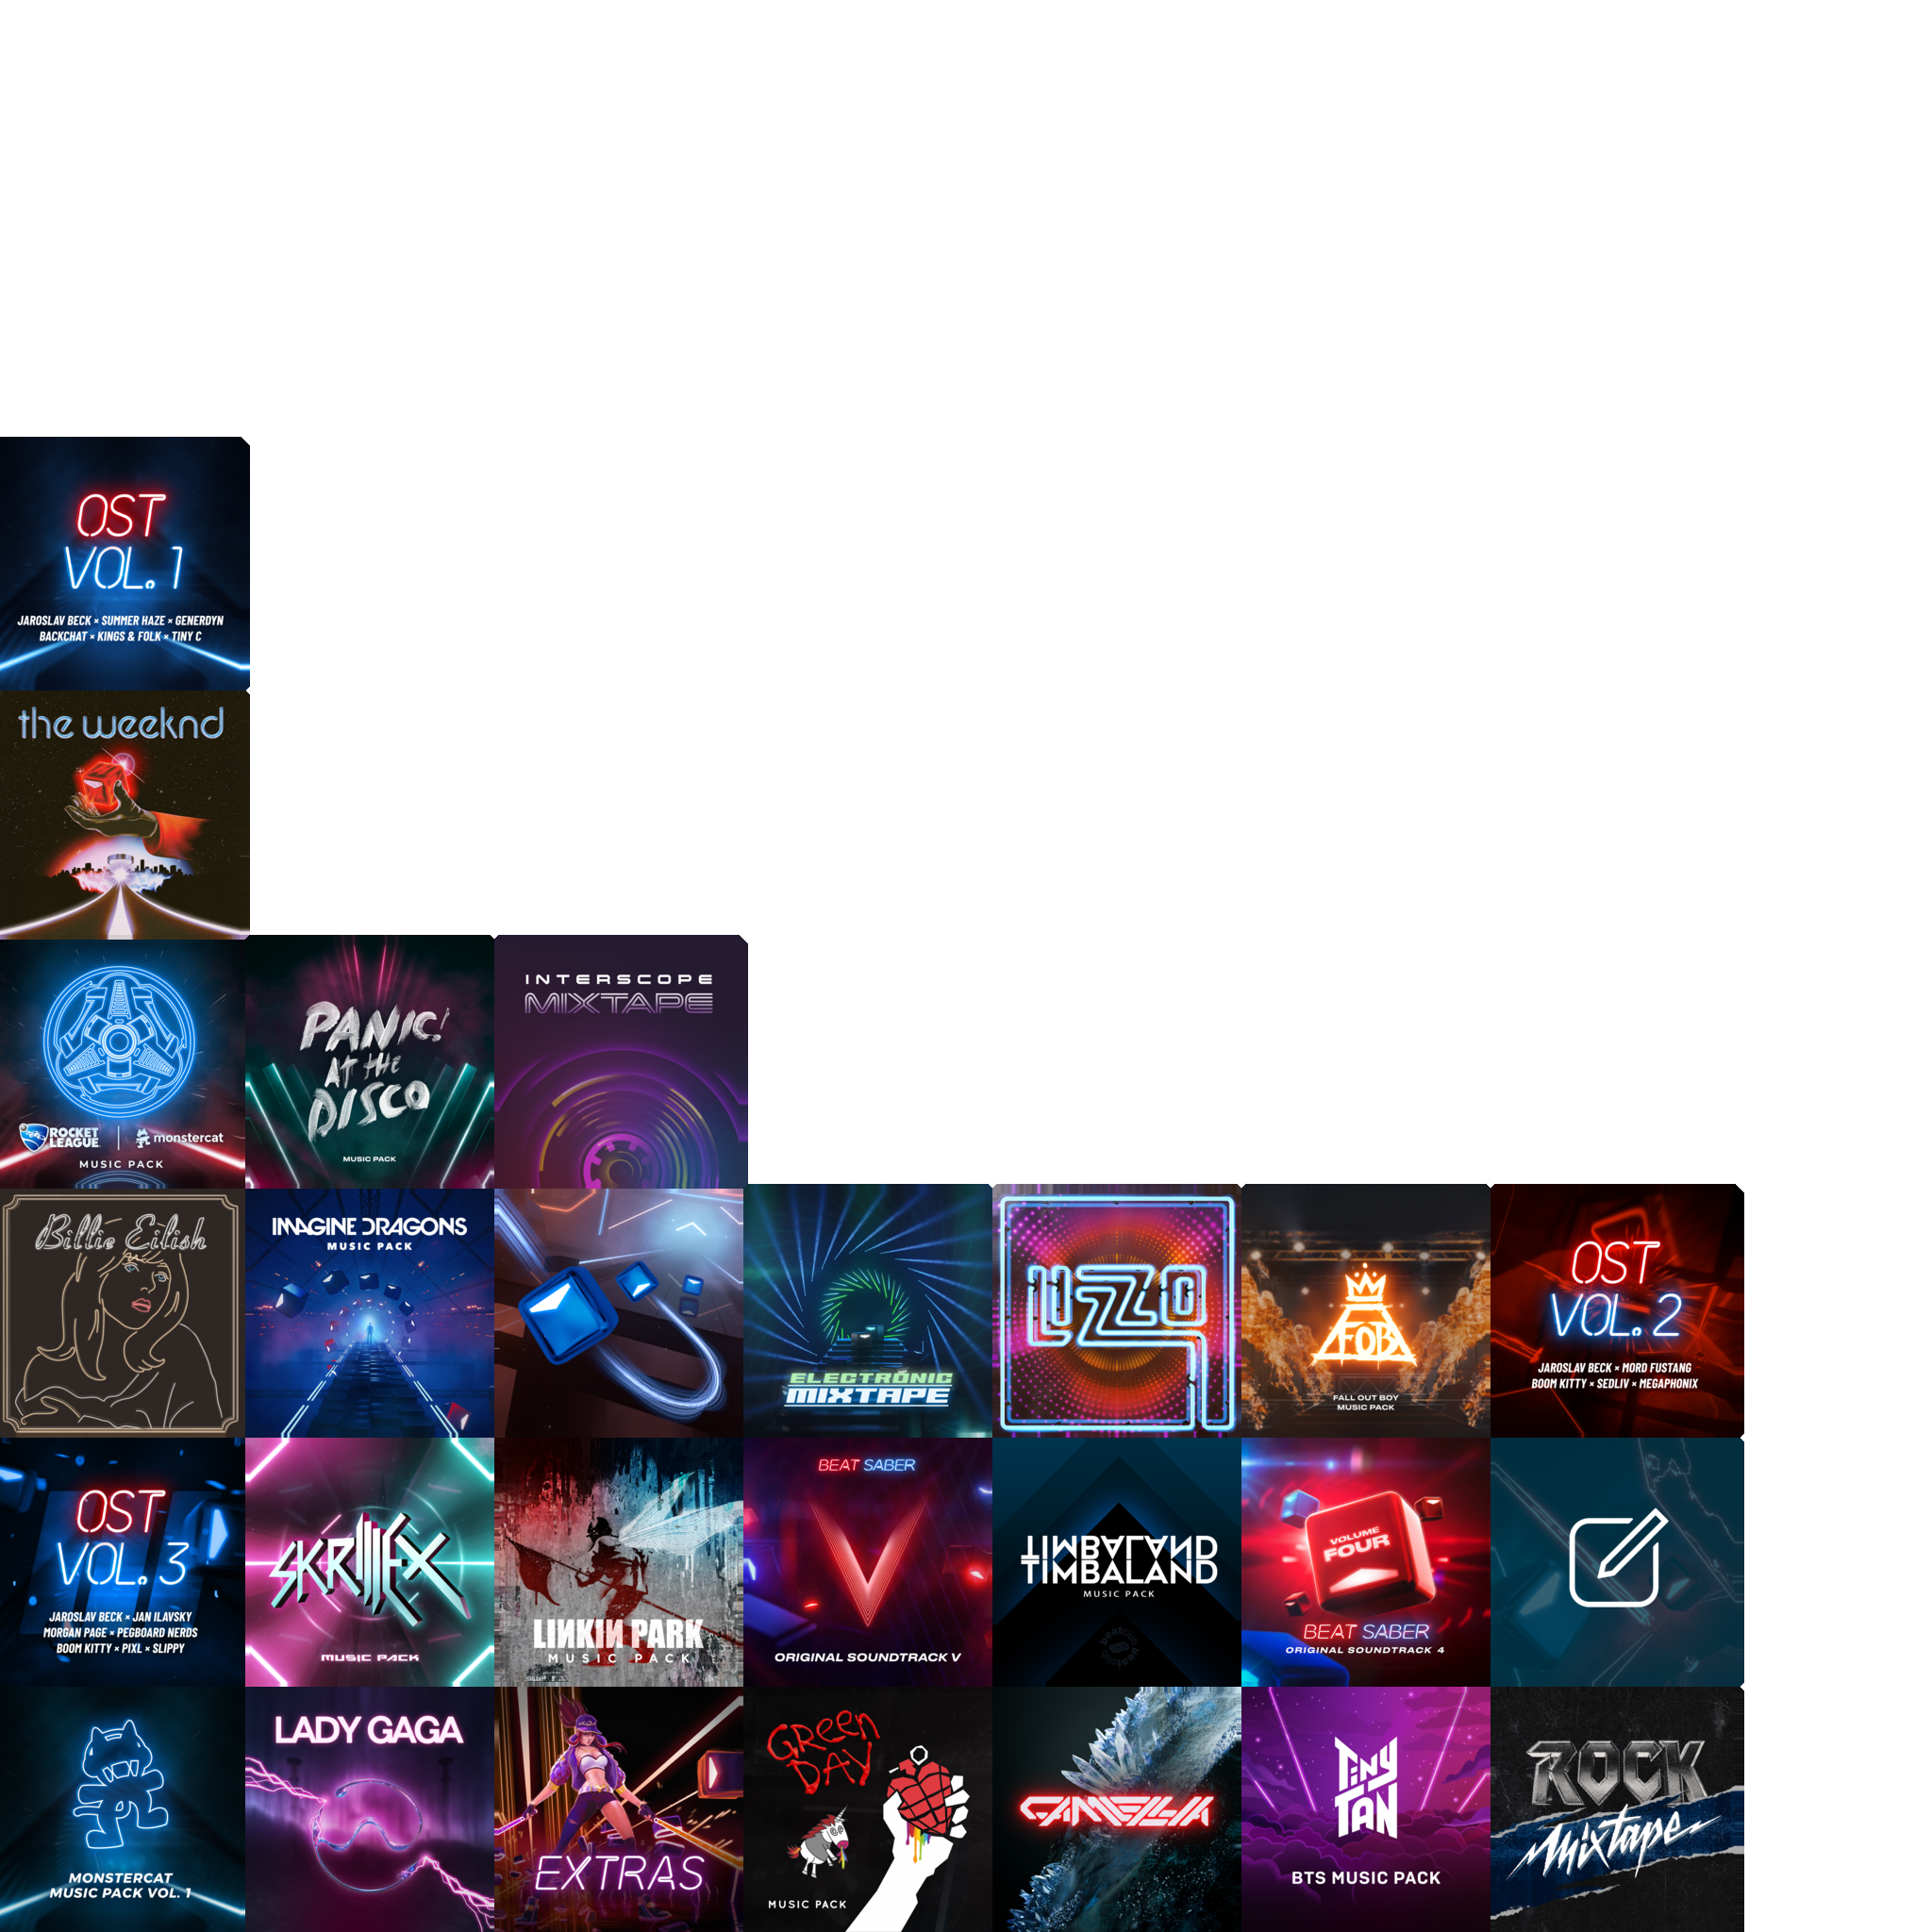 OST
VOL. 1
JAROSLAV BECK × SUMMER HAZE × GENERDYN
BACKCHAT × KINGS & FOLK × TINY C
the weeknd
ROCKET
LEAGUE
monstercat
MUSIC PACK
PANIC!
AT the
DISCO
MUSIC PACK
INTERSCOPE
MIXTAPE
Billie Eilish
IMAGINE DRAGONS
MUSIC PACK
ELECTRONIC
MIXTAPE
LIZZO
FOB
FALL OUT BOY
MUSIC PACK
OST
VOL. 2
JAROSLAV BECK × MORD FUSTANG
BOOM KITTY × SEDLIV × MEGAPHONIX
OST
VOL. 3
JAROSLAV BECK × JAN ILAVSKY
MORGAN PAGE × PEGBOARD NERDS
BOOM KITTY × PIXL × SLIPPY
SKRILLEX
MUSIC PACK
LINKIN PARK
MUSIC PACK
BEAT SABER
V
ORIGINAL SOUNDTRACK V
TIMBALAND
TIMBALAND
MUSIC PACK
VOLUME
FOUR
BEAT SABER
ORIGINAL SOUNDTRACK 4
MONSTERCAT
MUSIC PACK VOL. 1
LADY GAGA
EXTRAS
GREEN
DAY
MUSIC PACK
CAMELLIA
TiNY
TAN
BTS MUSIC PACK
ROCK
Mixtape